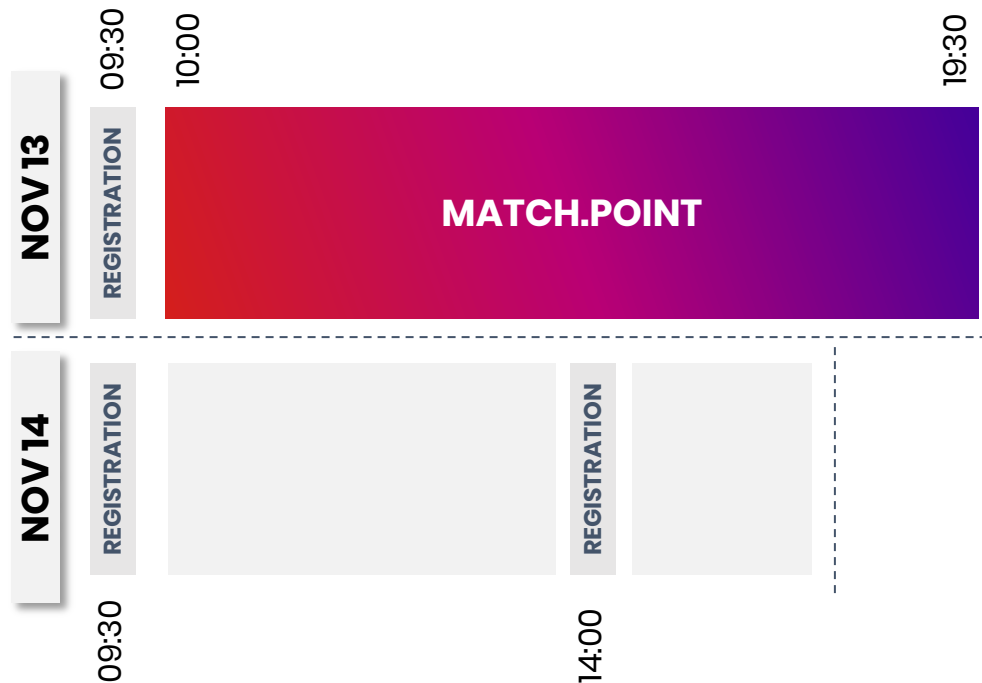 09:30
10:00
19:30
NOV 13
REGISTRATION
MATCH.POINT
NOV 14
REGISTRATION
REGISTRATION
09:30
14:00